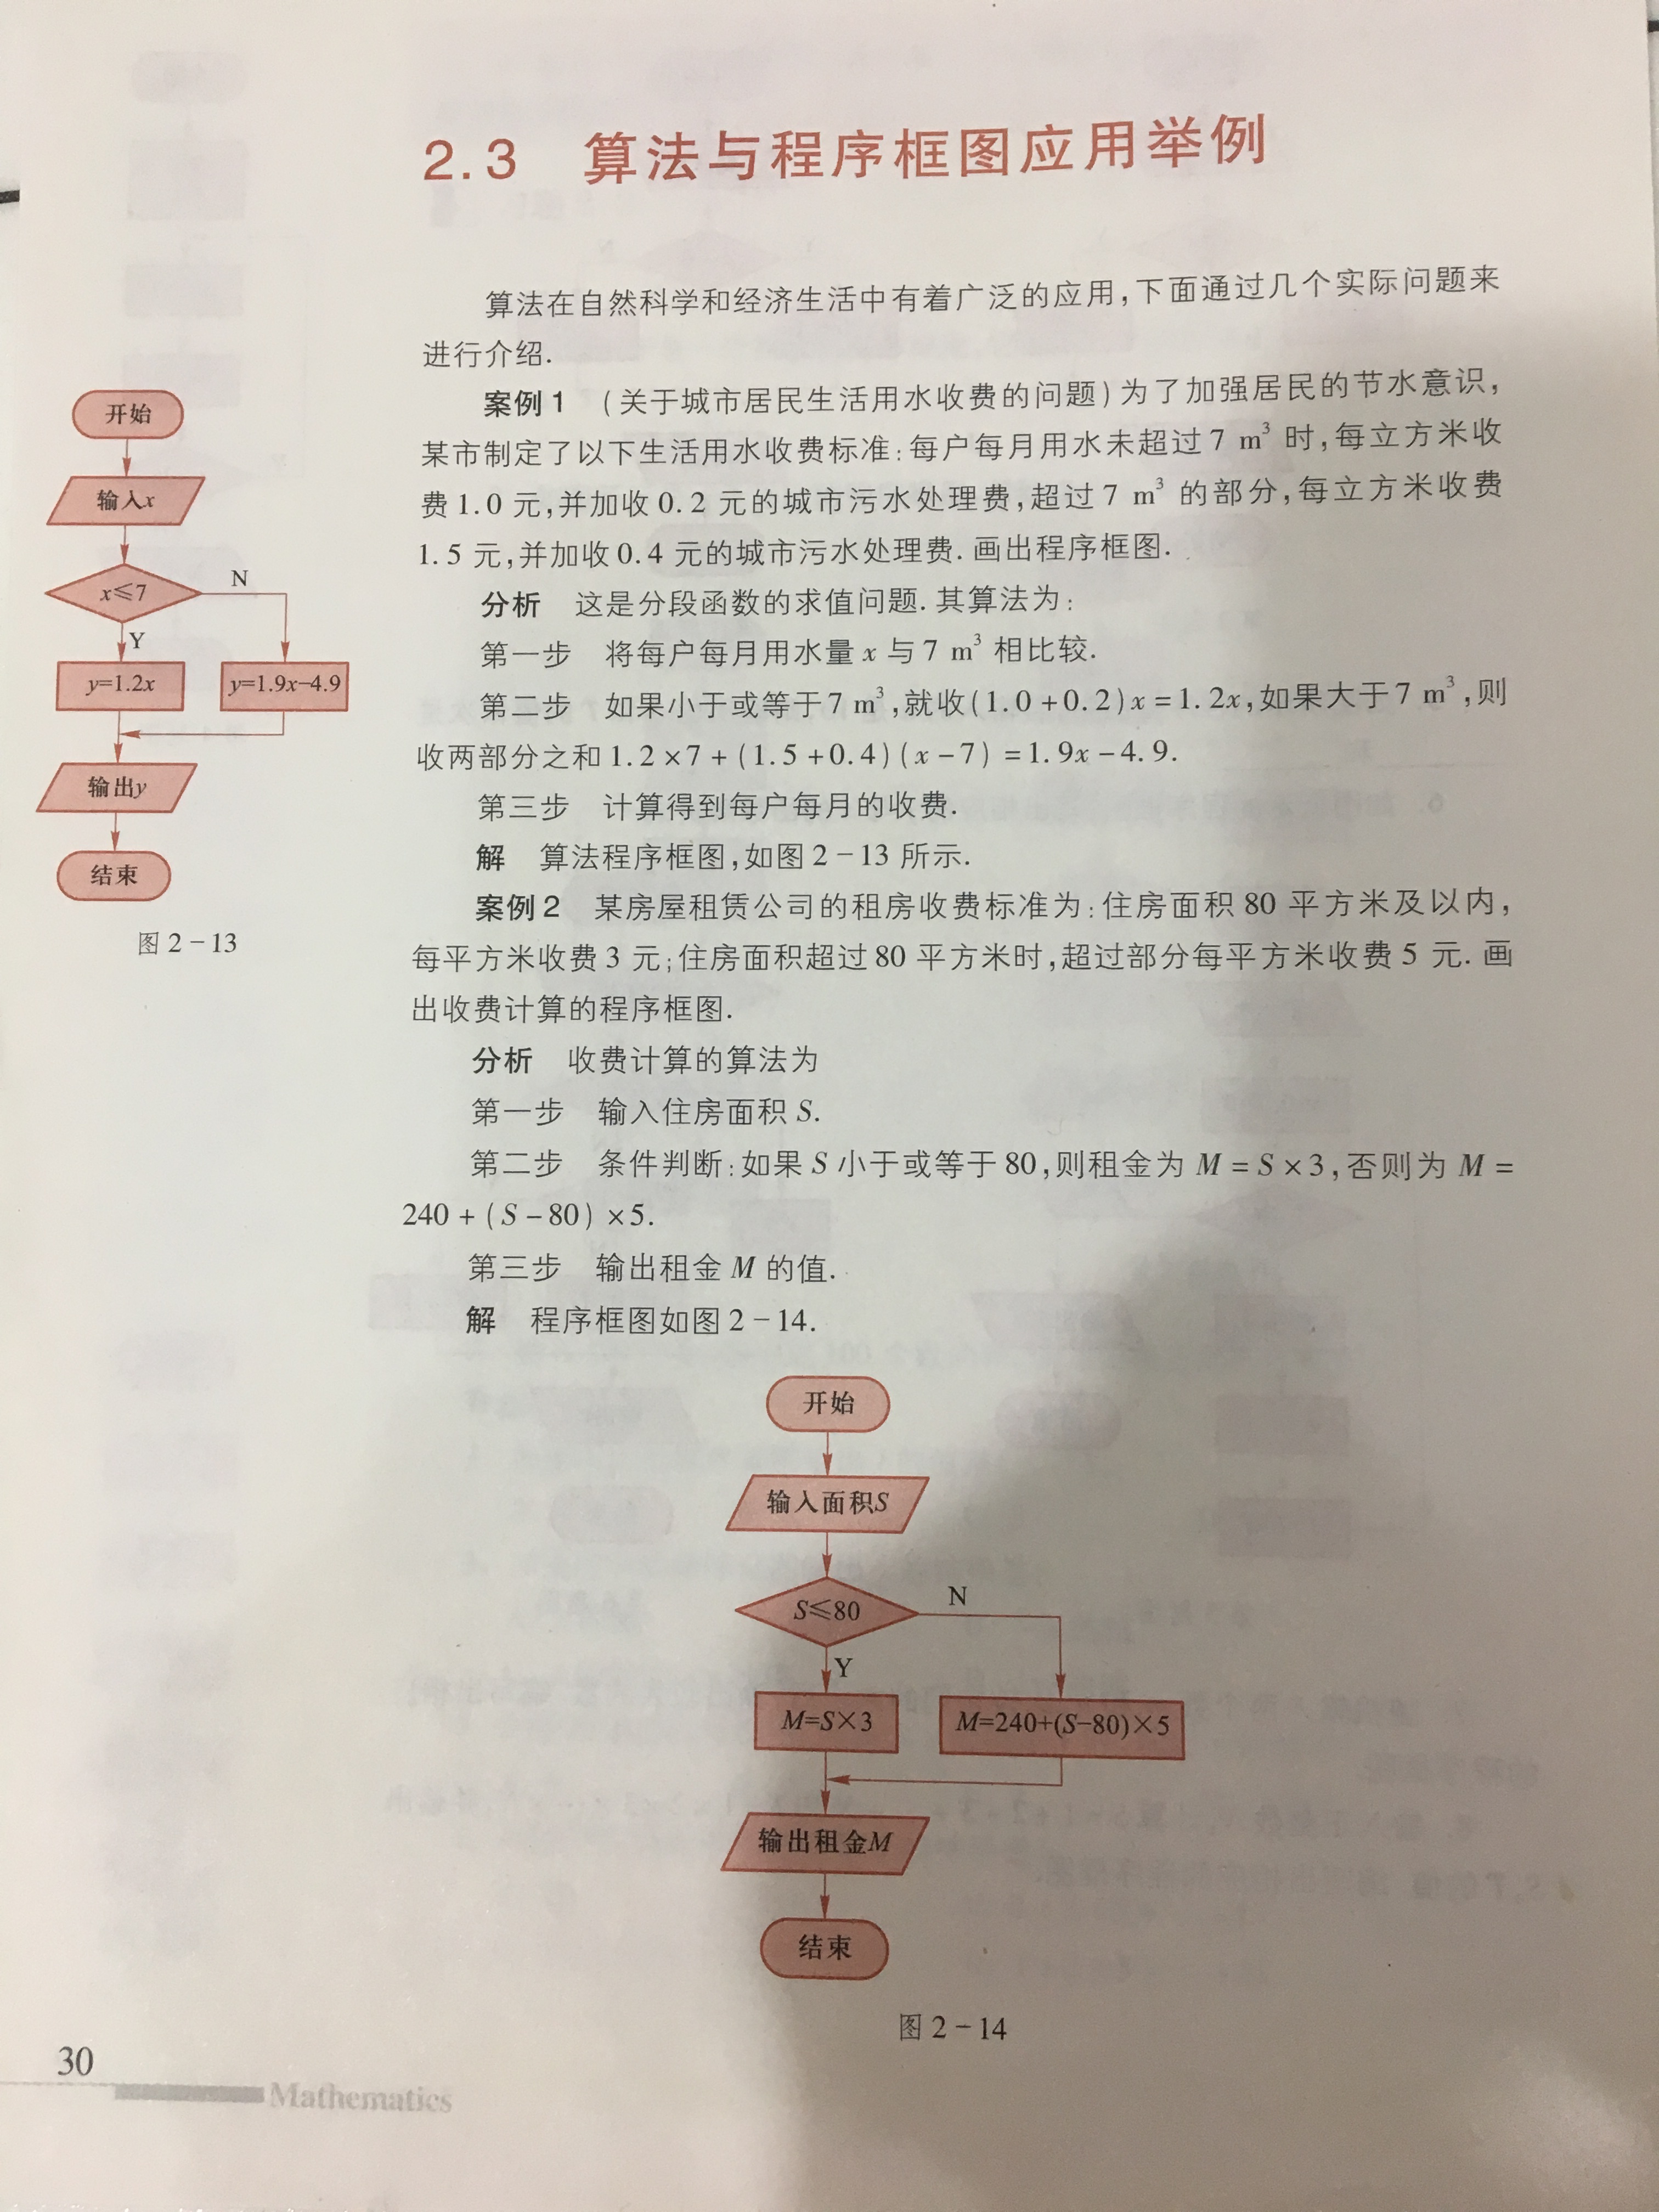 2.3 算法与程序框图应用举例
算法在自然科学和经济生活中有着广泛的应用,下面通过几个实际问题来
进行介绍.
案例1 (关于城市居民生活用水收费的问题)为了加强居民的节水意识,
某市制定了以下生活用水收费标准:每户每月用水未超过7 m³ 时,每立方米收
费1.0 元,并加收0.2 元的城市污水处理费,超过7 m³ 的部分,每立方米收费
1.5 元,并加收0.4 元的城市污水处理费.画出程序框图.
分析 这是分段函数的求值问题.其算法为:
第一步 将每户每月用水量 x 与7 m³ 相比较.
第二步 如果小于或等于7 m³,就收(1.0+0.2)x=1.2x,如果大于7 m³,则
收两部分之和1.2×7+(1.5+0.4)(x-7)=1.9x-4.9.
第三步 计算得到每户每月的收费.
解 算法程序框图,如图2-13 所示.
开始
输入x
x≤7
N
Y
y=1.2x
y=1.9x-4.9
输出y
结束
图 2-13
案例2 某房屋租赁公司的租房收费标准为:住房面积80 平方米及以内,
每平方米收费3 元;住房面积超过80 平方米时,超过部分每平方米收费5 元.画
出收费计算的程序框图.
分析 收费计算的算法为
第一步 输入住房面积 S.
第二步 条件判断:如果 S 小于或等于80,则租金为 M=S×3,否则为 M=
240+(S-80)×5.
第三步 输出租金 M 的值.
解 程序框图如图2-14.
开始
输入面积S
S≤80
N
Y
M=S×3
M=240+(S-80)×5
输出租金M
结束
图 2-14
30
Mathematics